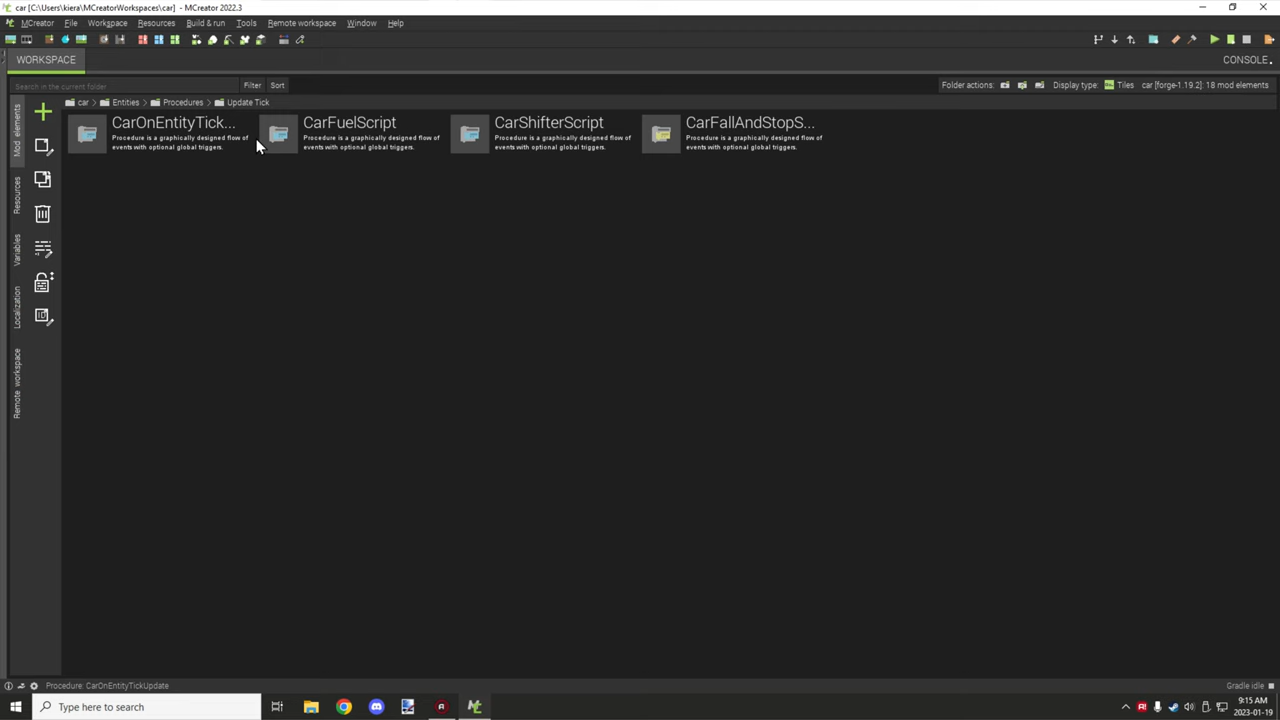 car [C:\Users\kiera\MCreatorWorkspaces\car] - MCreator 2022.3
MCreator File Workspace Resources Build & run Tools Remote workspace Window Help
WORKSPACE
CONSOLE
Search in the current folder
Filter
Sort
Folder actions:
Display type:
Tiles
car [forge-1.19.2]: 18 mod elements
car
Entities
Procedures
Update Tick
Mod elements
Resources
Variables
Localization
Remote workspace
CarOnEntityTick...
Procedure is a graphically designed flow of
events with optional global triggers.
CarFuelScript
Procedure is a graphically designed flow of
events with optional global triggers.
CarShifterScript
Procedure is a graphically designed flow of
events with optional global triggers.
CarFallAndStopS...
Procedure is a graphically designed flow of
events with optional global triggers.
Procedure: CarOnEntityTickUpdate
Gradle idle
Type here to search
9:15 AM
2023-01-19